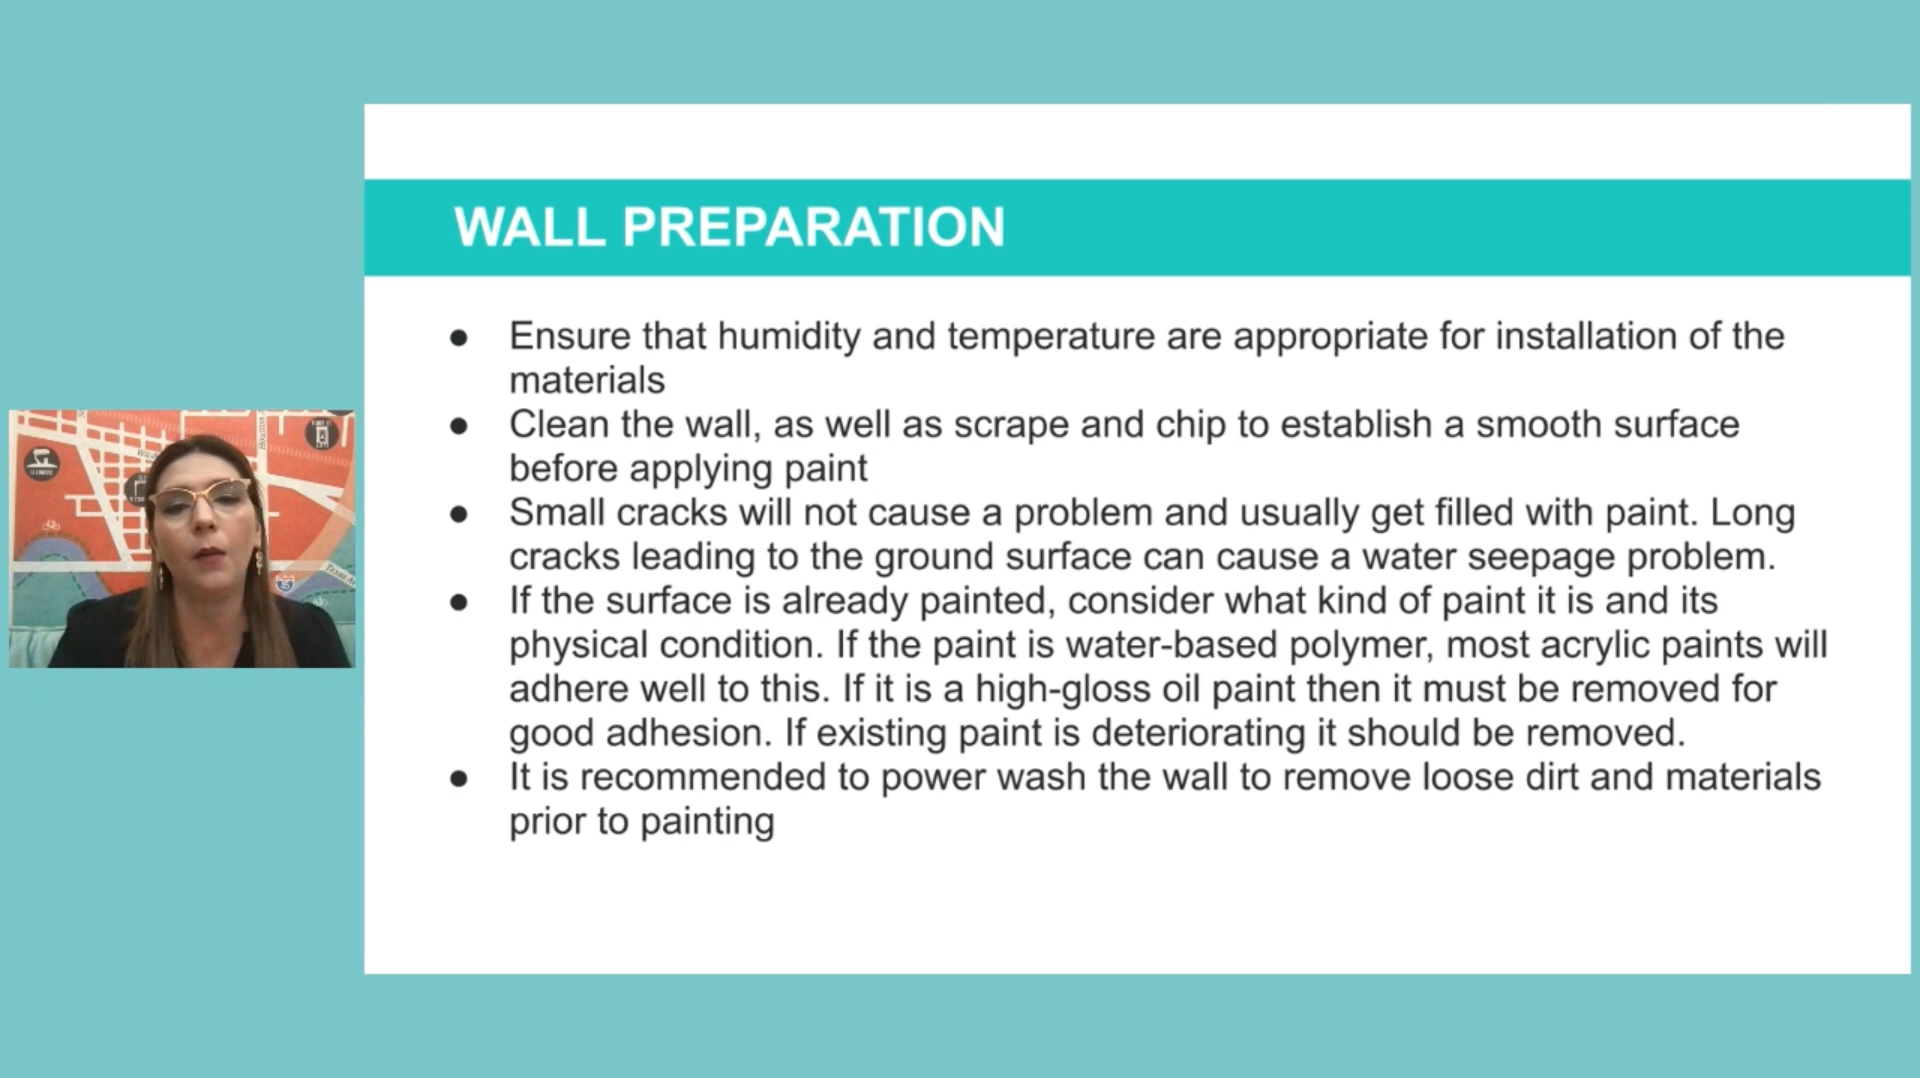 WALL PREPARATION
● Ensure that humidity and temperature are appropriate for installation of the
materials
● Clean the wall, as well as scrape and chip to establish a smooth surface
before applying paint
● Small cracks will not cause a problem and usually get filled with paint. Long
cracks leading to the ground surface can cause a water seepage problem.
● If the surface is already painted, consider what kind of paint it is and its
physical condition. If the paint is water-based polymer, most acrylic paints will
adhere well to this. If it is a high-gloss oil paint then it must be removed for
good adhesion. If existing paint is deteriorating it should be removed.
● It is recommended to power wash the wall to remove loose dirt and materials
prior to painting